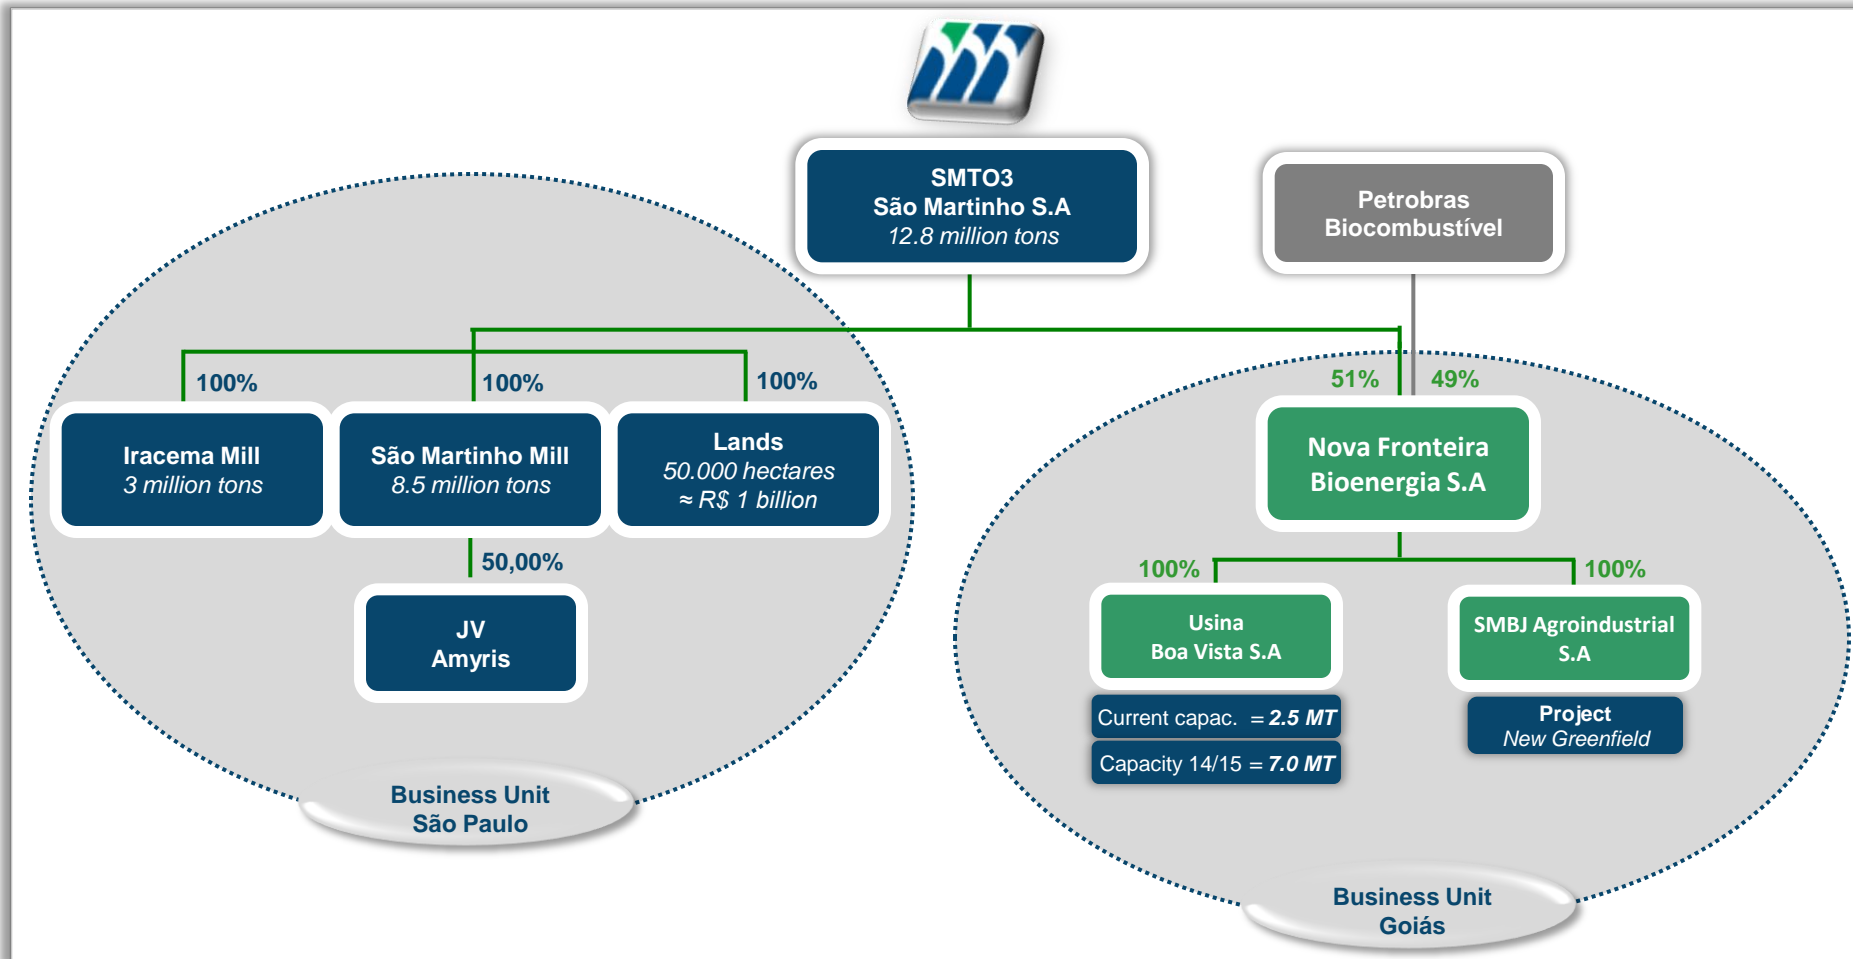 SMTO3
São Martinho S.A
12.8 million tons
Petrobras
Biocombustível
100%
100%
100%
51%
49%
Iracema Mill
3 million tons
São Martinho Mill
8.5 million tons
Lands
50.000 hectares
≈ R$ 1 billion
Nova Fronteira
Bioenergia S.A
50,00%
JV
Amyris
100%
100%
Usina
Boa Vista S.A
SMBJ Agroindustrial
S.A
Current capac. = 2.5 MT
Capacity 14/15 = 7.0 MT
Project
New Greenfield
Business Unit
São Paulo
Business Unit
Goiás